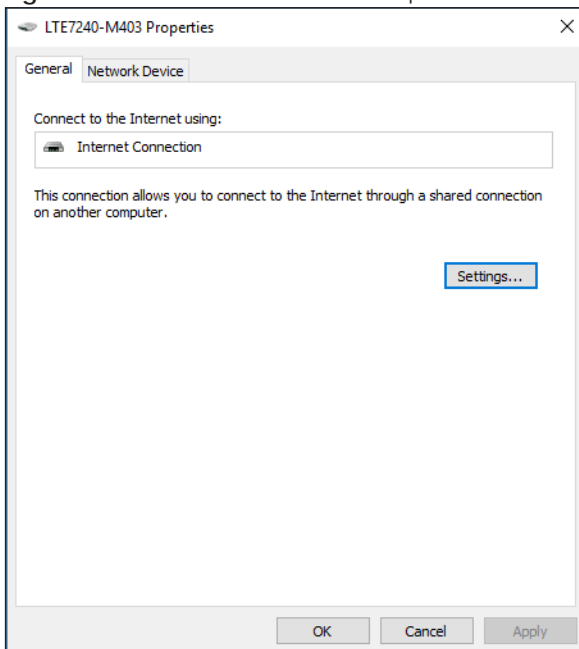 LTE7240-M403 Properties
General Network Device
Connect to the Internet using:
Internet Connection
This connection allows you to connect to the Internet through a shared connection
on another computer.
Settings...
OK Cancel Apply